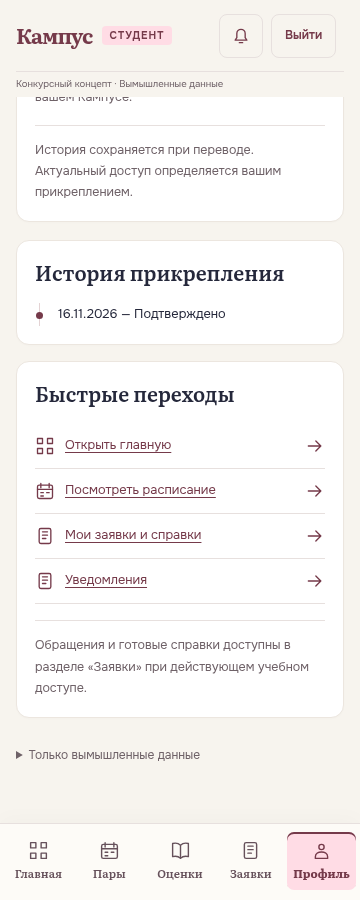 Кампус
СТУДЕНТ
Выйти
Конкурсный концепт · Вымышленные данные
вашем Кампусе.
История сохраняется при переводе.
Актуальный доступ определяется вашим
прикреплением.
История прикрепления
16.11.2026 — Подтверждено
Быстрые переходы
Открыть главную
Посмотреть расписание
Мои заявки и справки
Уведомления
Обращения и готовые справки доступны в
разделе «Заявки» при действующем учебном
доступе.
Только вымышленные данные
Главная
Пары
Оценки
Заявки
Профиль